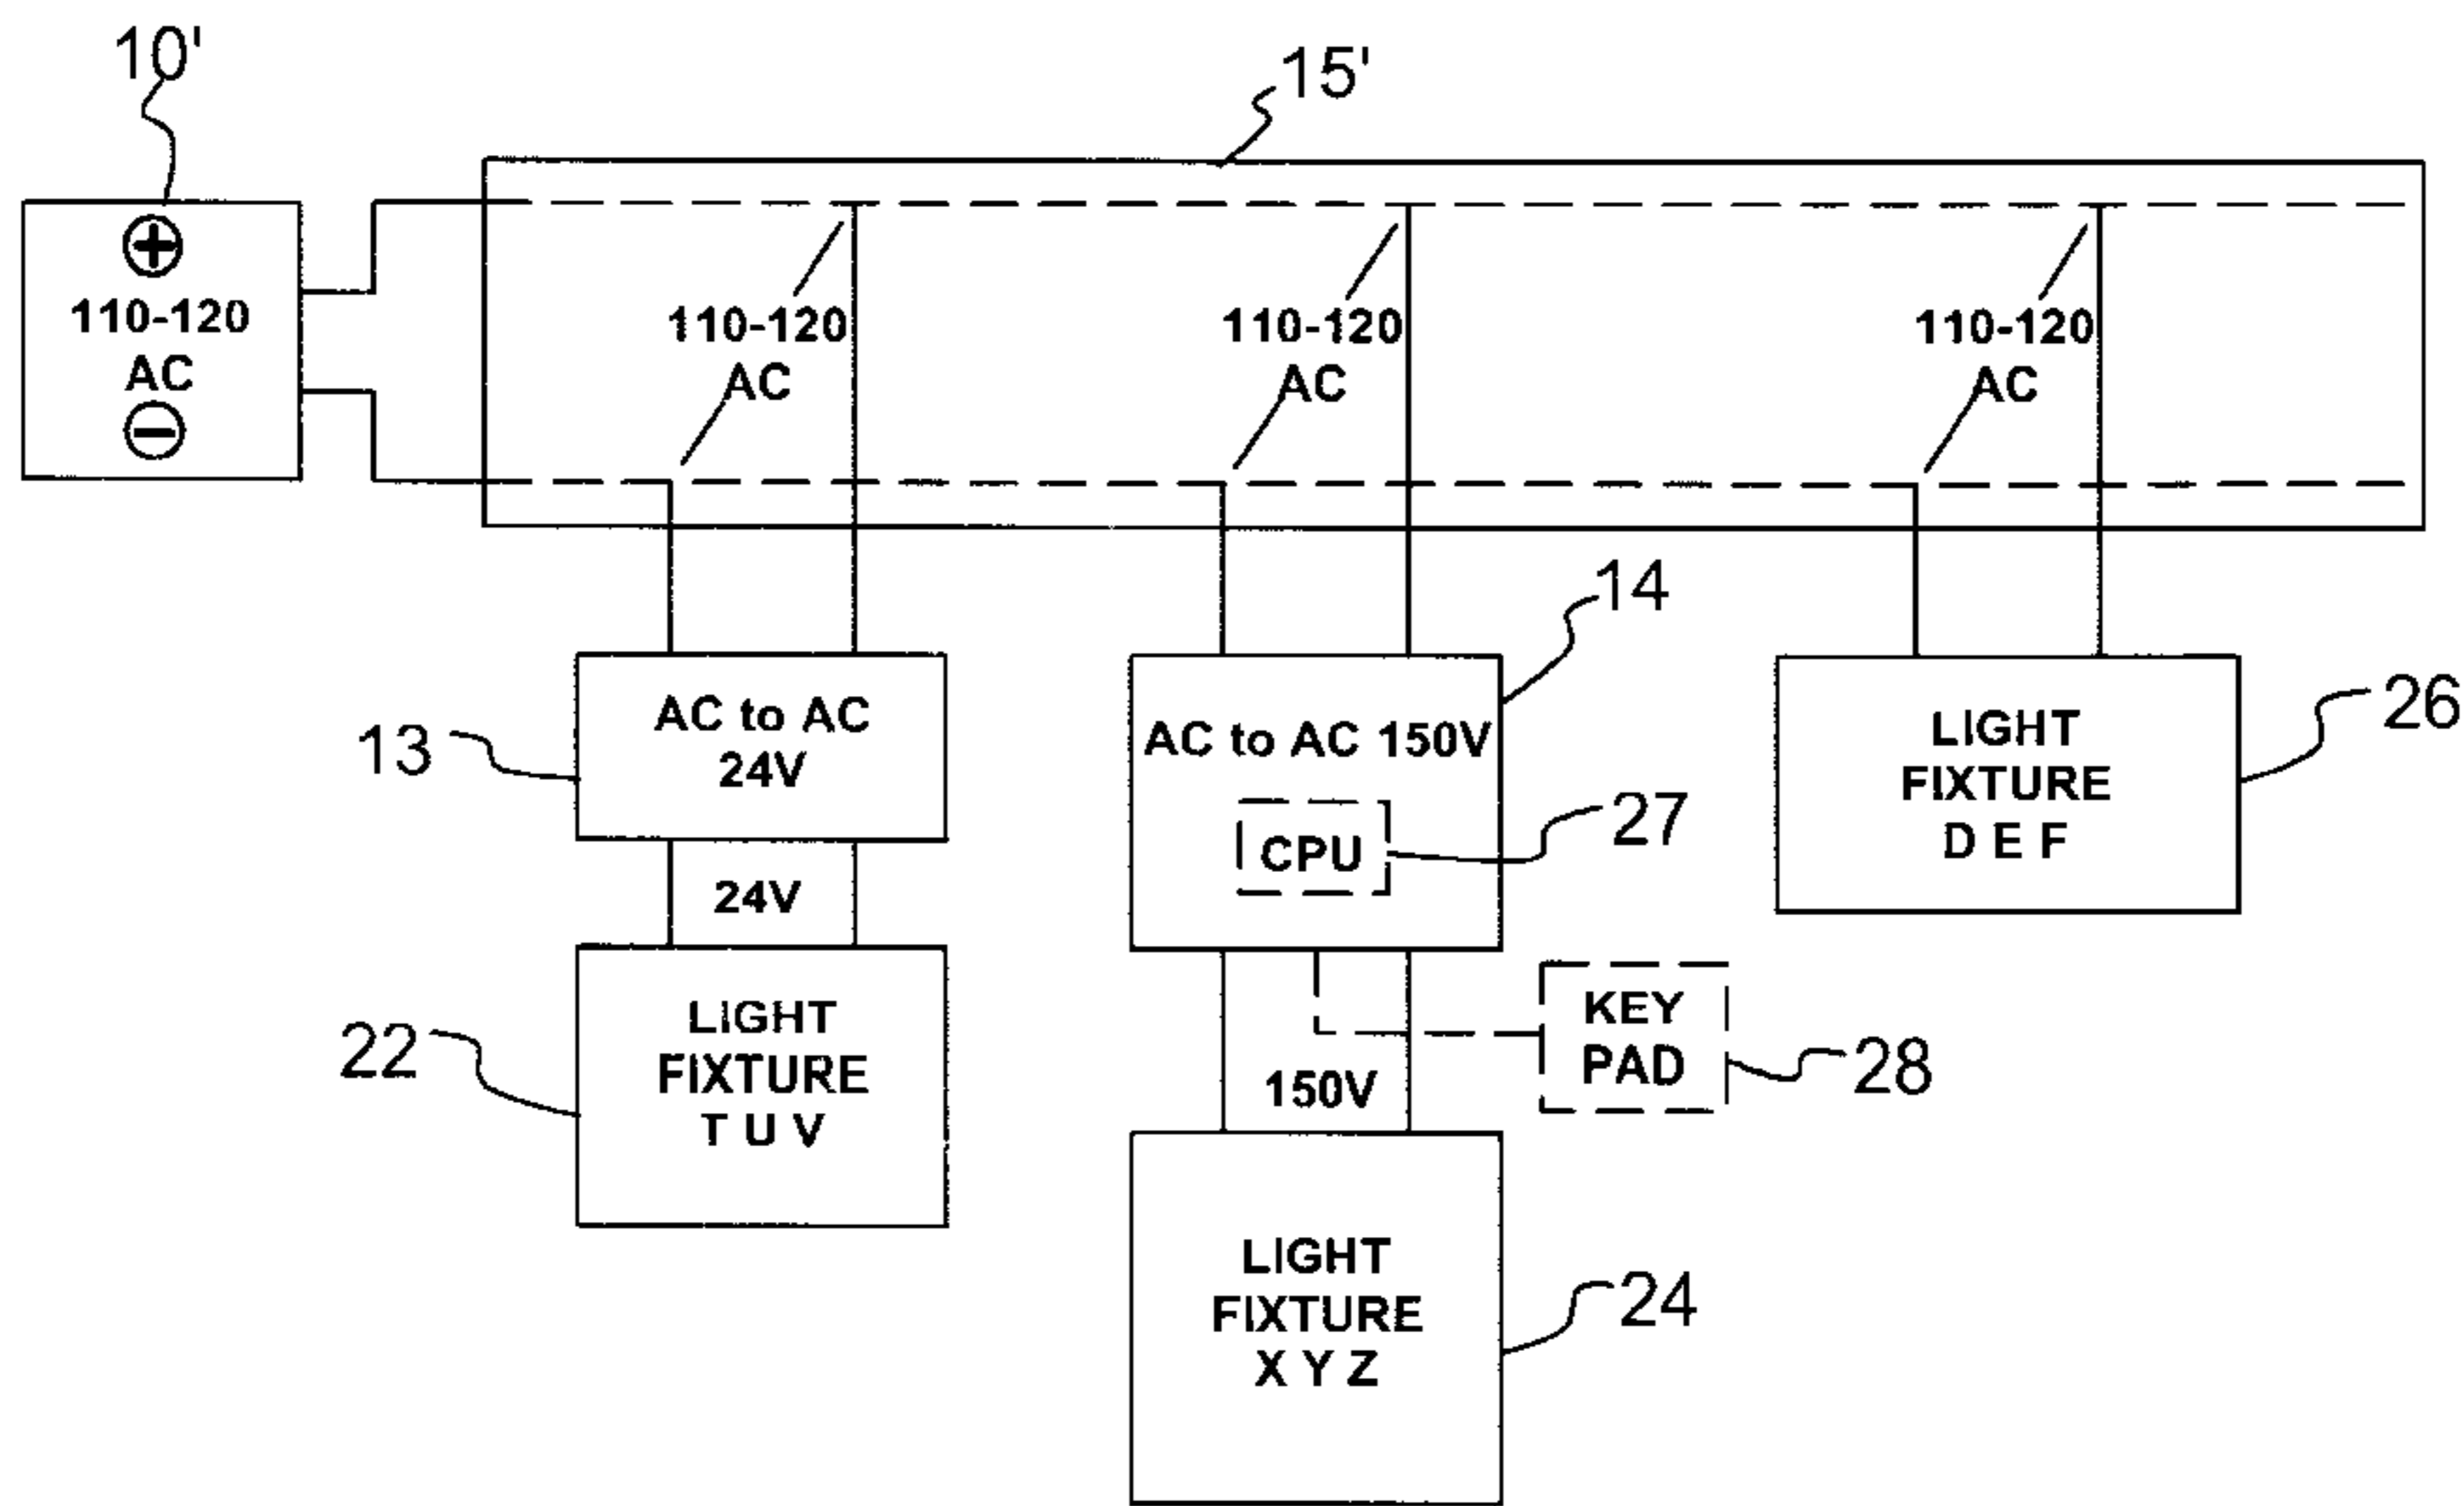 10'
15'
+
110-120
AC
−
110-120
AC
110-120
AC
110-120
AC
14
13
AC to AC
24V
AC to AC 150V
CPU
27
LIGHT
FIXTURE
D E F
26
24V
22
LIGHT
FIXTURE
T U V
150V
KEY
PAD
28
LIGHT
FIXTURE
X Y Z
24